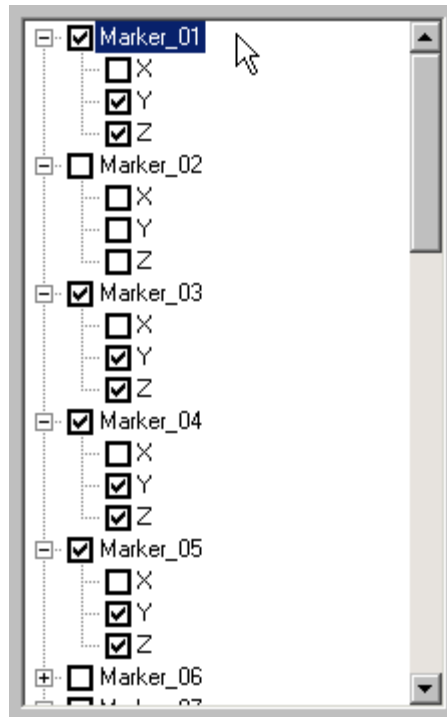 Marker_01
X
Y
Z
Marker_02
X
Y
Z
Marker_03
X
Y
Z
Marker_04
X
Y
Z
Marker_05
X
Y
Z
Marker_06